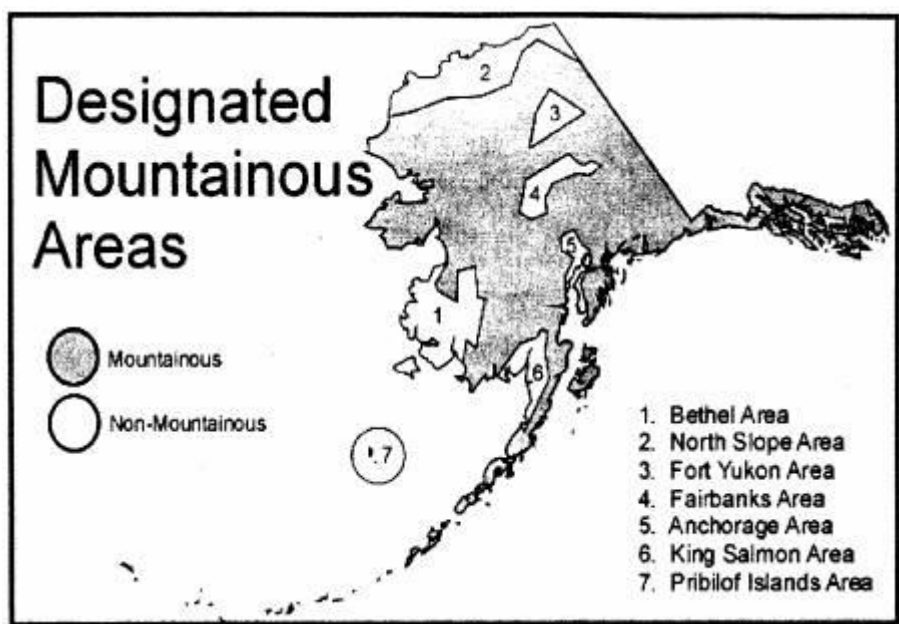 Designated
Mountainous
Areas
Mountainous
Non-Mountainous
2
3
4
5
1
6
7
1. Bethel Area
2. North Slope Area
3. Fort Yukon Area
4. Fairbanks Area
5. Anchorage Area
6. King Salmon Area
7. Pribilof Islands Area